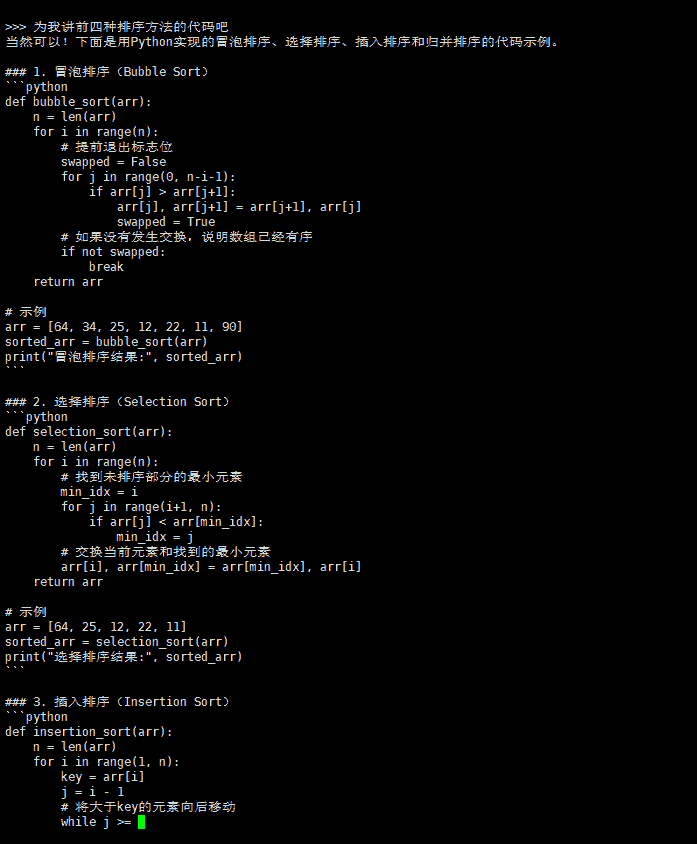 >>> 为我讲前四种排序方法的代码吧
当然可以！下面是用Python实现的冒泡排序、选择排序、插入排序和归并排序的代码示例。
### 1. 冒泡排序（Bubble Sort）
```python
def bubble_sort(arr):
    n = len(arr)
    for i in range(n):
        # 提前退出标志位
        swapped = False
        for j in range(0, n-i-1):
            if arr[j] > arr[j+1]:
                arr[j], arr[j+1] = arr[j+1], arr[j]
                swapped = True
        # 如果没有发生交换，说明数组已经有序
        if not swapped:
            break
    return arr
# 示例
arr = [64, 34, 25, 12, 22, 11, 90]
sorted_arr = bubble_sort(arr)
print("冒泡排序结果:", sorted_arr)
```
### 2. 选择排序（Selection Sort）
```python
def selection_sort(arr):
    n = len(arr)
    for i in range(n):
        # 找到未排序部分的最小元素
        min_idx = i
        for j in range(i+1, n):
            if arr[j] < arr[min_idx]:
                min_idx = j
        # 交换当前元素和找到的最小元素
        arr[i], arr[min_idx] = arr[min_idx], arr[i]
    return arr
# 示例
arr = [64, 25, 12, 22, 11]
sorted_arr = selection_sort(arr)
print("选择排序结果:", sorted_arr)
```
### 3. 插入排序（Insertion Sort）
```python
def insertion_sort(arr):
    n = len(arr)
    for i in range(1, n):
        key = arr[i]
        j = i - 1
        # 将大于key的元素向后移动
        while j >=